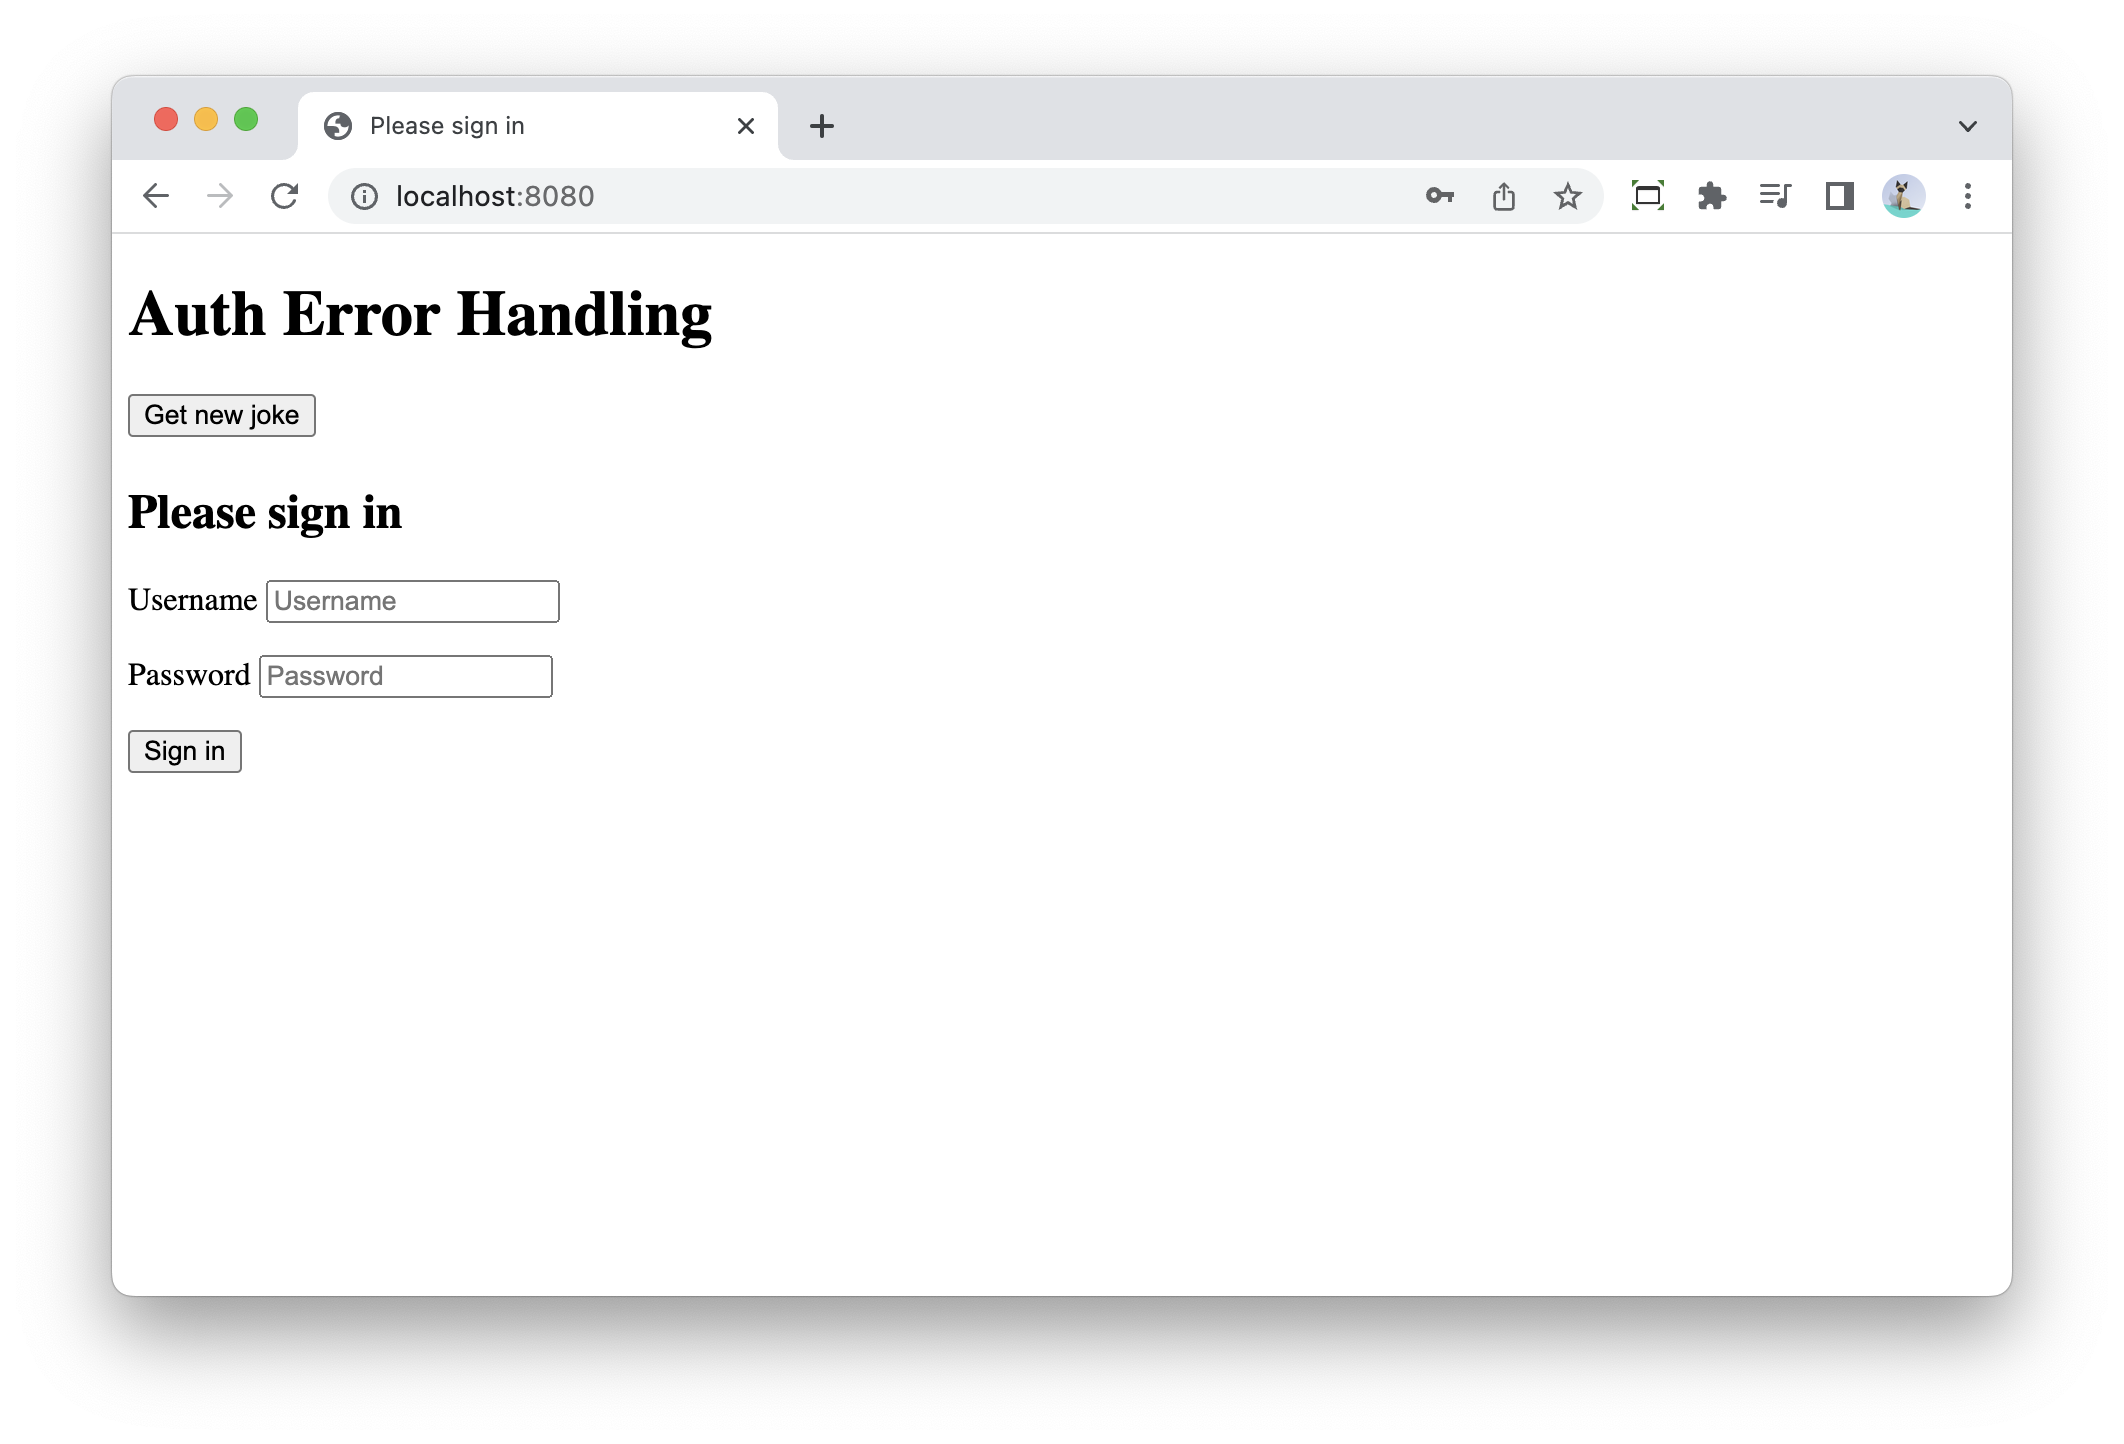 Please sign in
localhost:8080
Auth Error Handling
Get new joke
Please sign in
Username Username
Password Password
Sign in